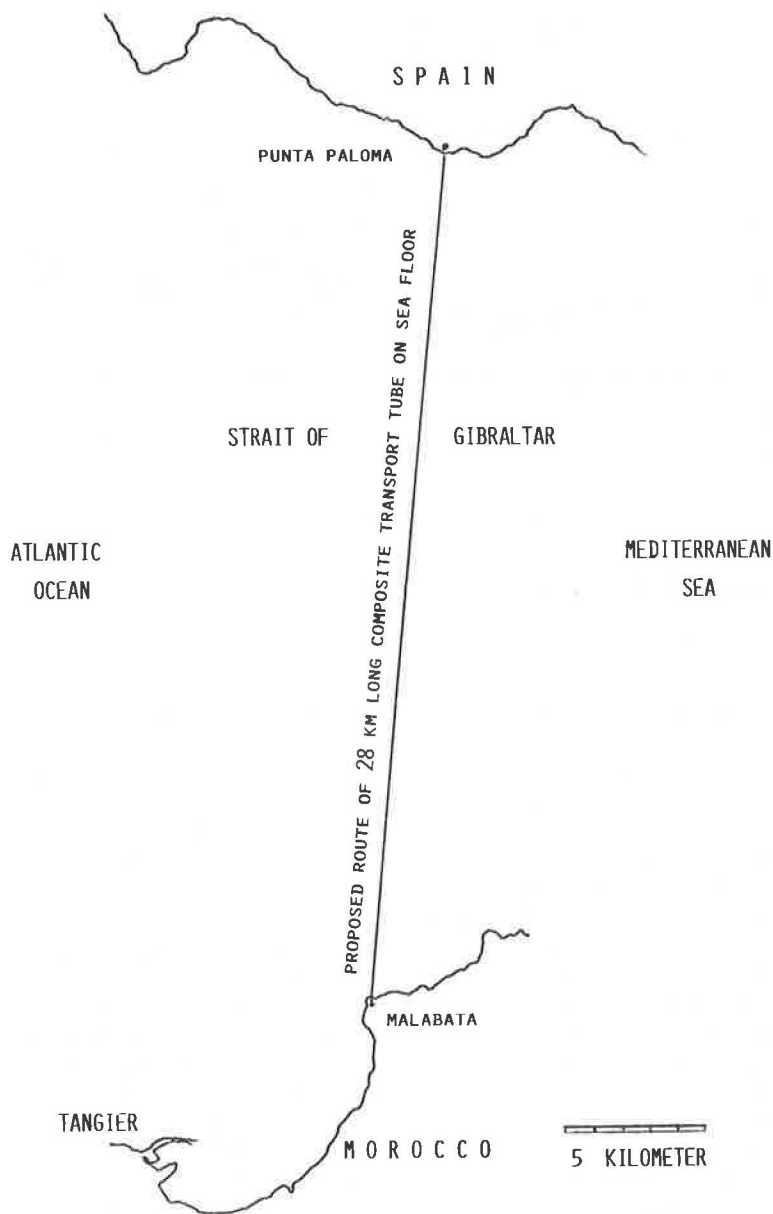 SPAIN
PUNTA PALOMA
PROPOSED ROUTE OF 28 KM LONG COMPOSITE TRANSPORT TUBE ON SEA FLOOR
STRAIT OF GIBRALTAR
ATLANTIC
OCEAN
MEDITERRANEAN
SEA
MALABATA
TANGIER
MOROCCO
5 KILOMETER